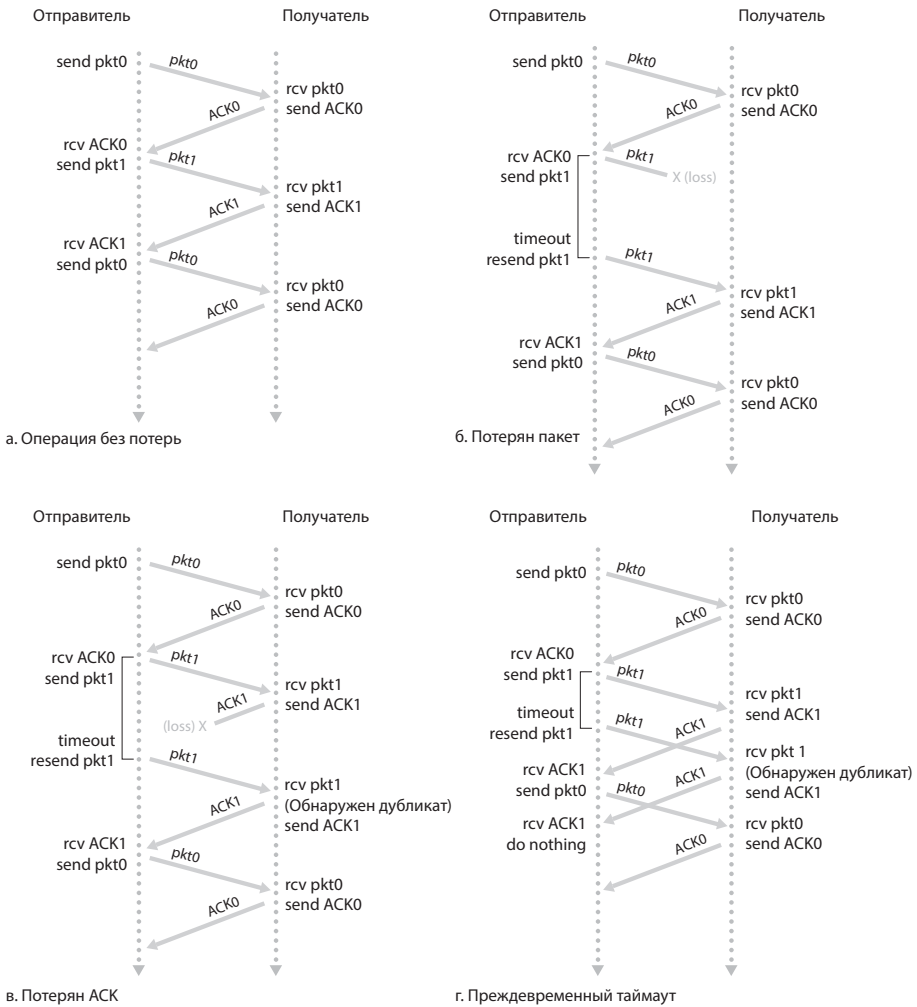 Отправитель Получатель
send pkt0
pkt0
rcv pkt0
send ACK0
ACK0
rcv ACK0
send pkt1
pkt1
rcv pkt1
send ACK1
ACK1
rcv ACK1
send pkt0
pkt0
rcv pkt0
send ACK0
ACK0
а. Операция без потерь
Отправитель Получатель
send pkt0
pkt0
rcv pkt0
send ACK0
ACK0
rcv ACK0
send pkt1
pkt1
X (loss)
timeout
resend pkt1
pkt1
rcv pkt1
send ACK1
ACK1
rcv ACK1
send pkt0
pkt0
rcv pkt0
send ACK0
ACK0
б. Потерян пакет
Отправитель Получатель
send pkt0
pkt0
rcv pkt0
send ACK0
ACK0
rcv ACK0
send pkt1
pkt1
rcv pkt1
send ACK1
ACK1
(loss) X
timeout
resend pkt1
pkt1
rcv pkt1
(Обнаружен дубликат)
send ACK1
ACK1
rcv ACK1
send pkt0
pkt0
rcv pkt0
send ACK0
ACK0
в. Потерян ACK
Отправитель Получатель
send pkt0
pkt0
rcv pkt0
send ACK0
ACK0
rcv ACK0
send pkt1
pkt1
rcv pkt1
send ACK1
timeout
resend pkt1
pkt1
ACK1
rcv pkt 1
(Обнаружен дубликат)
send ACK1
rcv ACK1
send pkt0
pkt0
ACK1
rcv ACK1
do nothing
rcv pkt0
send ACK0
ACK0
г. Преждевременный таймаут